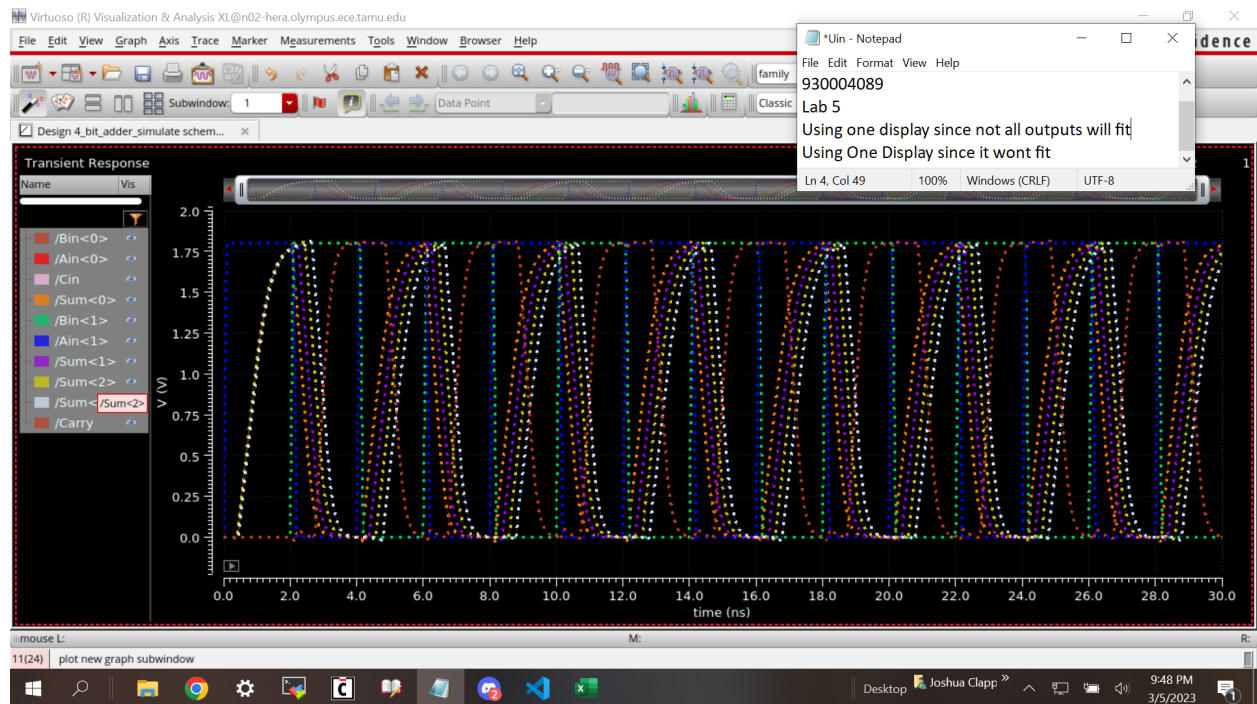 Virtuoso (R) Visualization & Analysis XL@n02-hera.olympus.ece.tamu.edu
File Edit View Graph Axis Trace Marker Measurements Tools Window Browser Help
family
Subwindow: 1
Data Point
Classic
Design 4_bit_adder_simulate schem...
*Uin - Notepad
File Edit Format View Help
930004089
Lab 5
Using one display since not all outputs will fit
Using One Display since it wont fit
Ln 4, Col 49 100% Windows (CRLF) UTF-8
Transient Response
1
Name Vis
/Bin<0>
/Ain<0>
/Cin
/Sum<0>
/Bin<1>
/Ain<1>
/Sum<1>
/Sum<2>
/Sum< /Sum<2>
/Carry
V (V)
2.0
1.75
1.5
1.25
1.0
0.75
0.5
0.25
0.0
0.0 2.0 4.0 6.0 8.0 10.0 12.0 14.0 16.0 18.0 20.0 22.0 24.0 26.0 28.0 30.0
time (ns)
mouse L: M: R:
11(24) plot new graph subwindow
Desktop Joshua Clapp
9:48 PM
3/5/2023